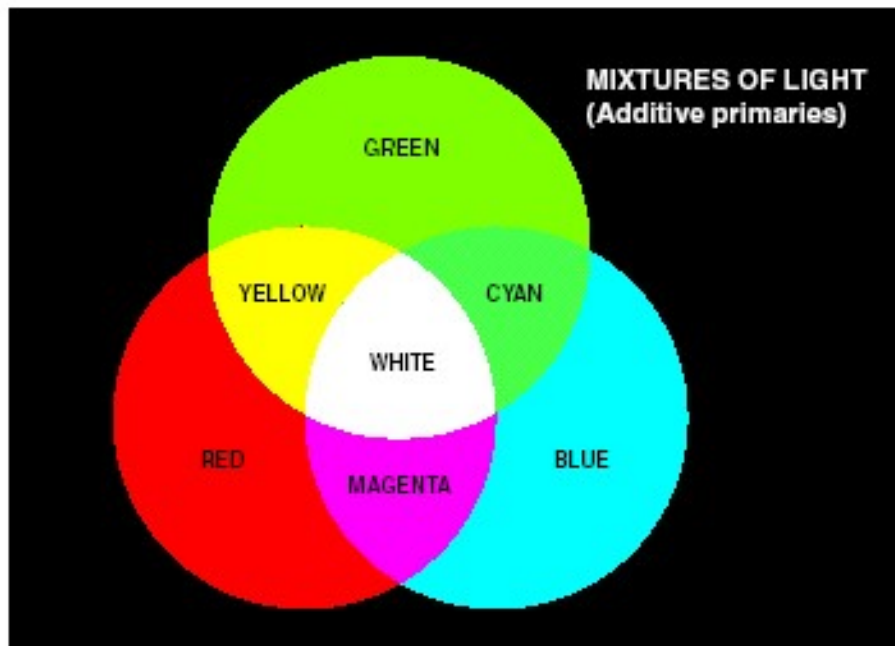 MIXTURES OF LIGHT
(Additive primaries)
GREEN
YELLOW
CYAN
WHITE
RED
BLUE
MAGENTA